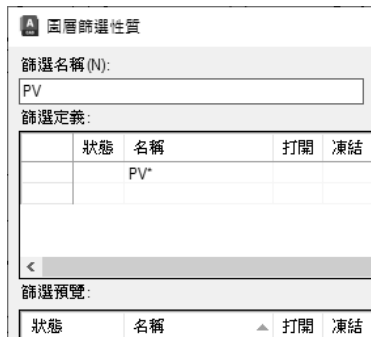 圖層篩選性質
篩選名稱(N):
PV
篩選定義:
狀態 名稱 打開 凍結
PV*
篩選預覽:
狀態 名稱 打開 凍結